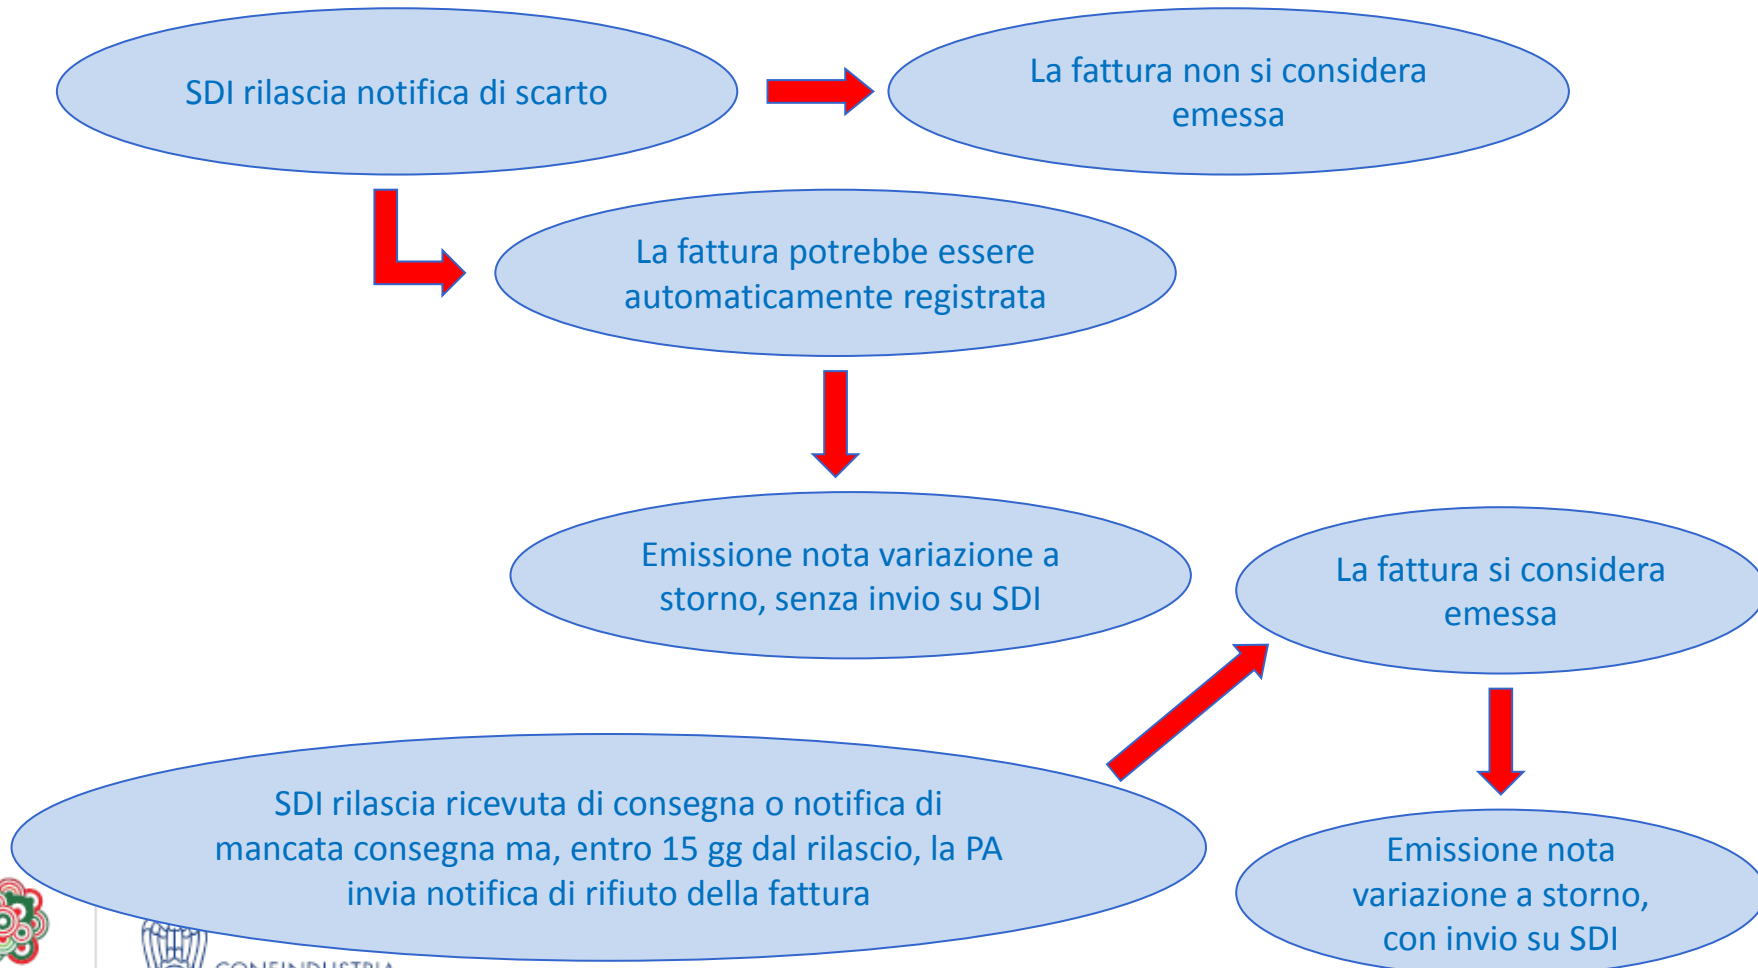 SDI rilascia notifica di scarto
La fattura non si considera
emessa
La fattura potrebbe essere
automaticamente registrata
Emissione nota variazione a
storno, senza invio su SDI
La fattura si considera
emessa
SDI rilascia ricevuta di consegna o notifica di
mancata consegna ma, entro 15 gg dal rilascio, la PA
invia notifica di rifiuto della fattura
Emissione nota
variazione a storno,
con invio su SDI
CONFINDUSTRIA